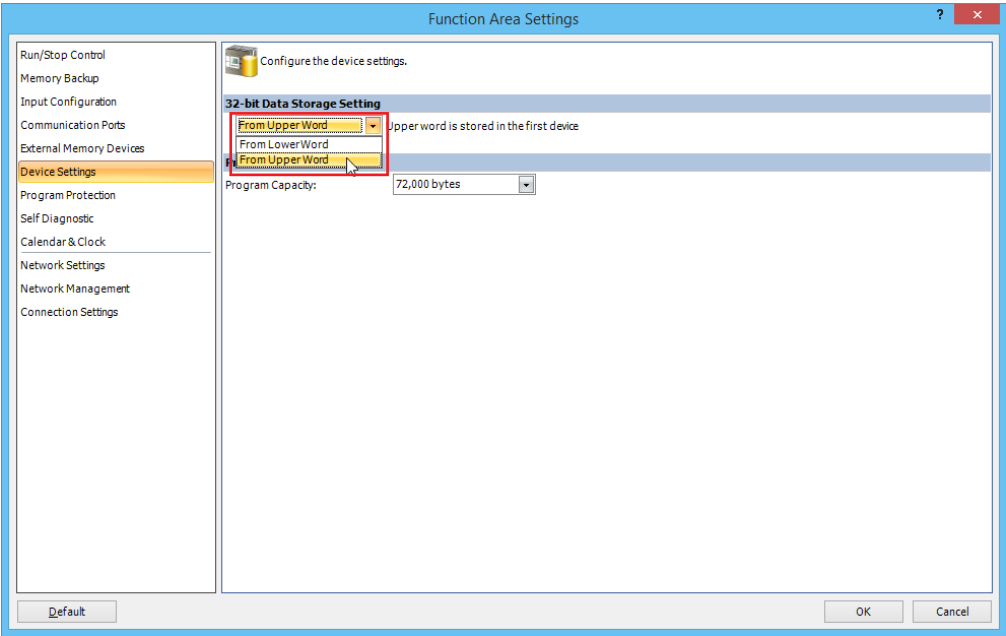 Function Area Settings
?
Run/Stop Control
Memory Backup
Input Configuration
Communication Ports
External Memory Devices
Device Settings
Program Protection
Self Diagnostic
Calendar & Clock
Network Settings
Network Management
Connection Settings
Configure the device settings.
32-bit Data Storage Setting
From Upper Word Upper word is stored in the first device
From Lower Word
From Upper Word
Program Capacity: 72,000 bytes
Default OK Cancel